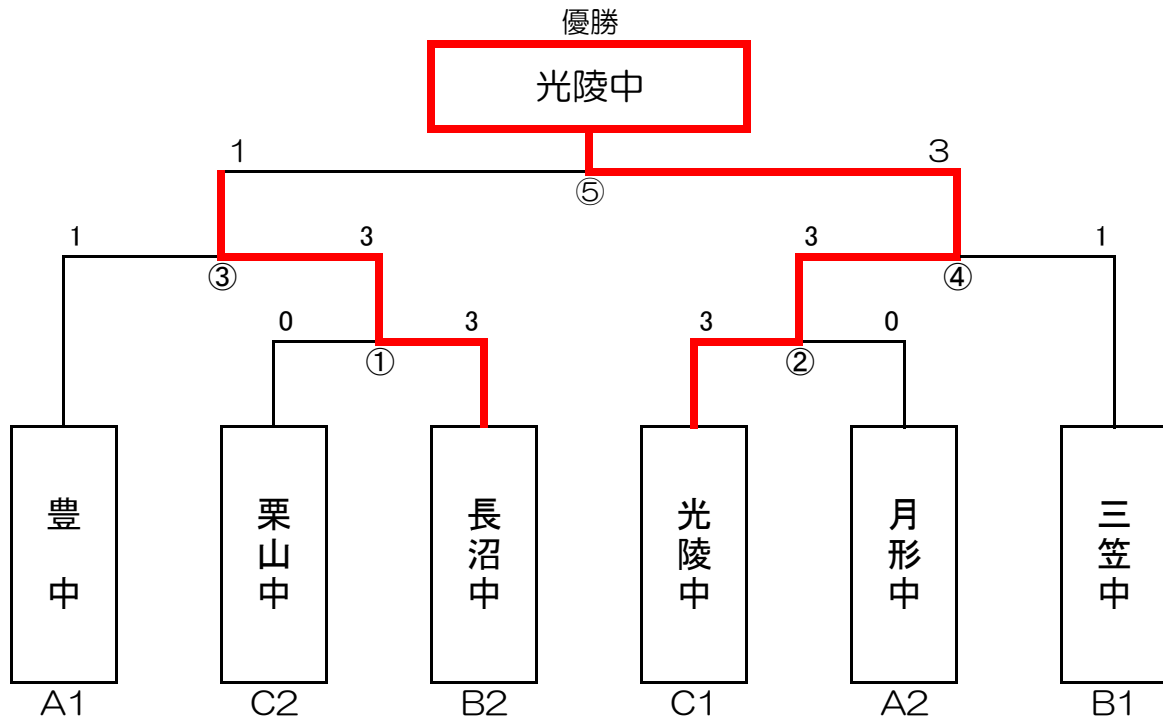 優勝
光陵中
1 3
⑤
1 3 3 1
③ ④
0 3 3 0
① ②
豊中
栗山中
長沼中
光陵中
月形中
三笠中
A1 C2 B2 C1 A2 B1